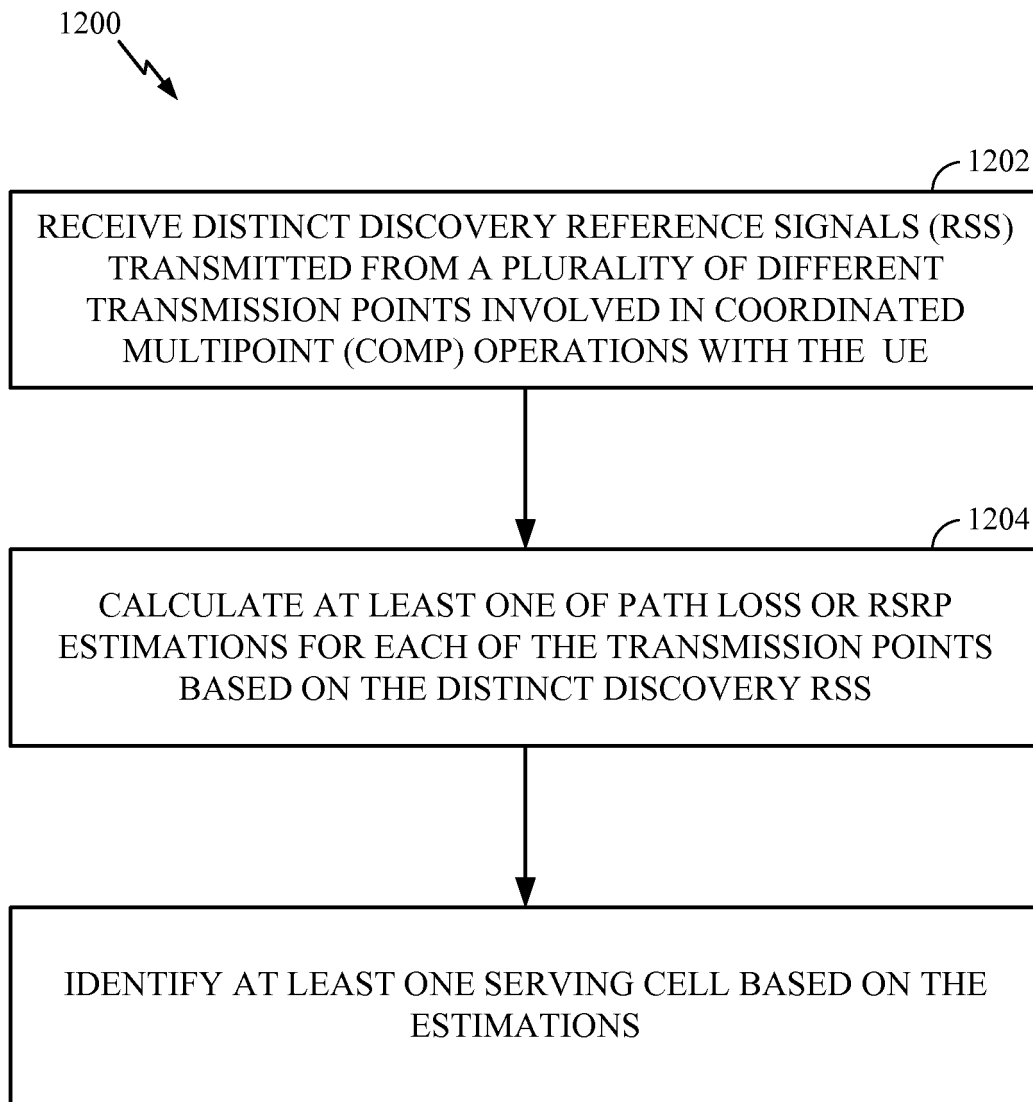 1200
1202
RECEIVE DISTINCT DISCOVERY REFERENCE SIGNALS (RSS)
TRANSMITTED FROM A PLURALITY OF DIFFERENT
TRANSMISSION POINTS INVOLVED IN COORDINATED
MULTIPOINT (COMP) OPERATIONS WITH THE UE
1204
CALCULATE AT LEAST ONE OF PATH LOSS OR RSRP
ESTIMATIONS FOR EACH OF THE TRANSMISSION POINTS
BASED ON THE DISTINCT DISCOVERY RSS
IDENTIFY AT LEAST ONE SERVING CELL BASED ON THE
ESTIMATIONS